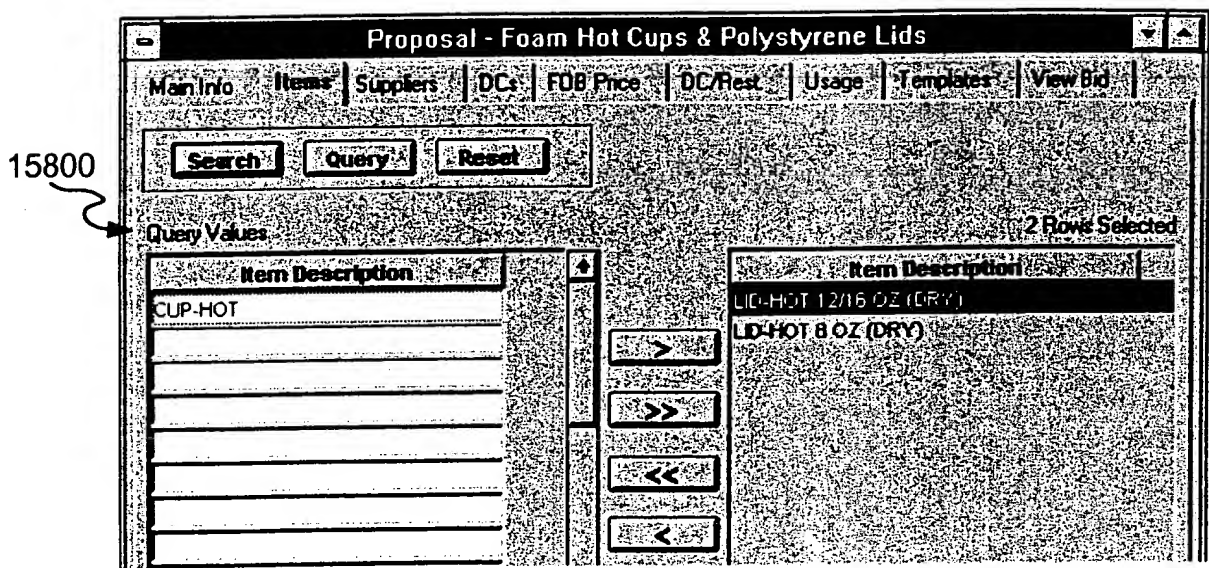 Proposal - Foam Hot Cups & Polystyrene Lids
Main Info Items Suppliers DCs FOB Price DC/Rest. Usage Templates View Bid
Search Query Reset
15800
Query Values
2 Rows Selected
Item Description
CUP-HOT
>
>>
<<
<
Item Description
LID-HOT 12/16 OZ (DRY)
LID-HOT 8 OZ (DRY)